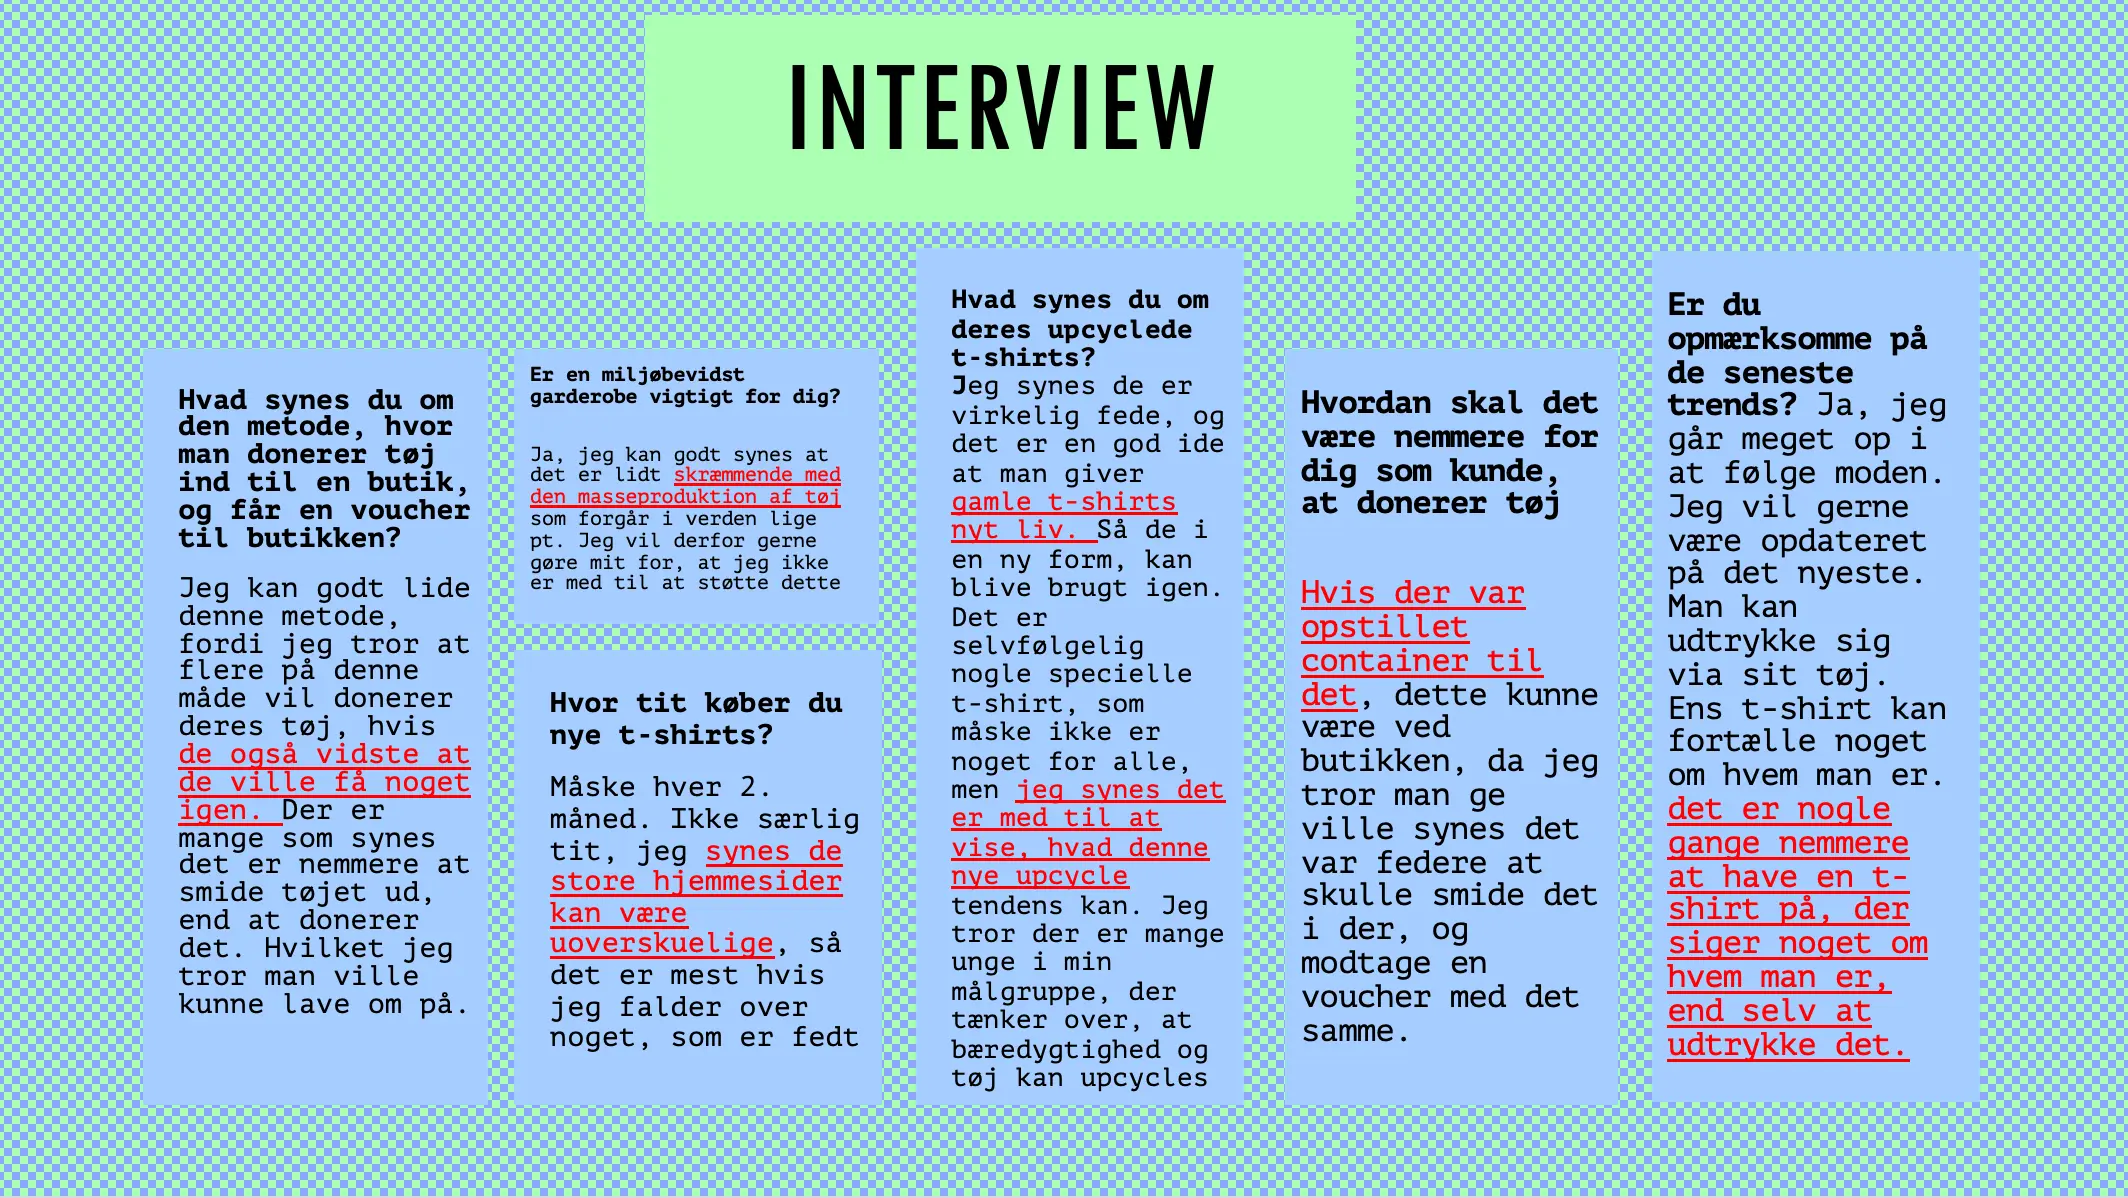 INTERVIEW
Hvad synes du om
den metode, hvor
man donerer tøj
ind til en butik,
og får en voucher
til butikken?
Jeg kan godt lide
denne metode,
fordi jeg tror at
flere på denne
måde vil donerer
deres tøj, hvis
de også vidste at
de ville få noget
igen. Der er
mange som synes
det er nemmere at
smide tøjet ud,
end at donerer
det. Hvilket jeg
tror man ville
kunne lave om på.
Er en miljøbevidst
garderobe vigtigt for dig?
Ja, jeg kan godt synes at
det er lidt skræmmende med
den masseproduktion af tøj
som forgår i verden lige
pt. Jeg vil derfor gerne
gøre mit for, at jeg ikke
er med til at støtte dette
Hvor tit køber du
nye t-shirts?
Måske hver 2.
måned. Ikke særlig
tit, jeg synes de
store hjemmesider
kan være
uoverskuelige, så
det er mest hvis
jeg falder over
noget, som er fedt
Hvad synes du om
deres upcyclede
t-shirts?
Jeg synes de er
virkelig fede, og
det er en god ide
at man giver
gamle t-shirts
nyt liv. Så de i
en ny form, kan
blive brugt igen.
Det er
selvfølgelig
nogle specielle
t-shirt, som
måske ikke er
noget for alle,
men jeg synes det
er med til at
vise, hvad denne
nye upcycle
tendens kan. Jeg
tror der er mange
unge i min
målgruppe, der
tænker over, at
bæredygtighed og
tøj kan upcycles
Hvordan skal det
være nemmere for
dig som kunde,
at donerer tøj
Hvis der var
opstillet
container til
det, dette kunne
være ved
butikken, da jeg
tror man ge
ville synes det
var federe at
skulle smide det
i der, og
modtage en
voucher med det
samme.
Er du
opmærksomme på
de seneste
trends? Ja, jeg
går meget op i
at følge moden.
Jeg vil gerne
være opdateret
på det nyeste.
Man kan
udtrykke sig
via sit tøj.
Ens t-shirt kan
fortælle noget
om hvem man er.
det er nogle
gange nemmere
at have en t-
shirt på, der
siger noget om
hvem man er,
end selv at
udtrykke det.